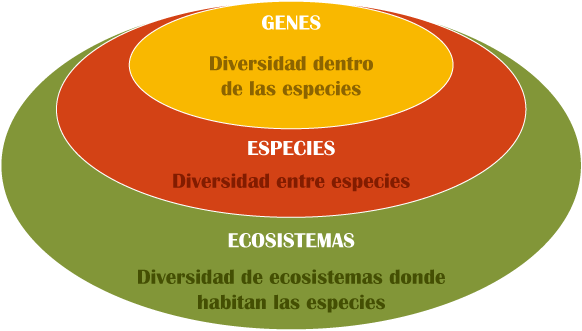 GENES
Diversidad dentro
de las especies
ESPECIES
Diversidad entre especies
ECOSISTEMAS
Diversidad de ecosistemas donde
habitan las especies